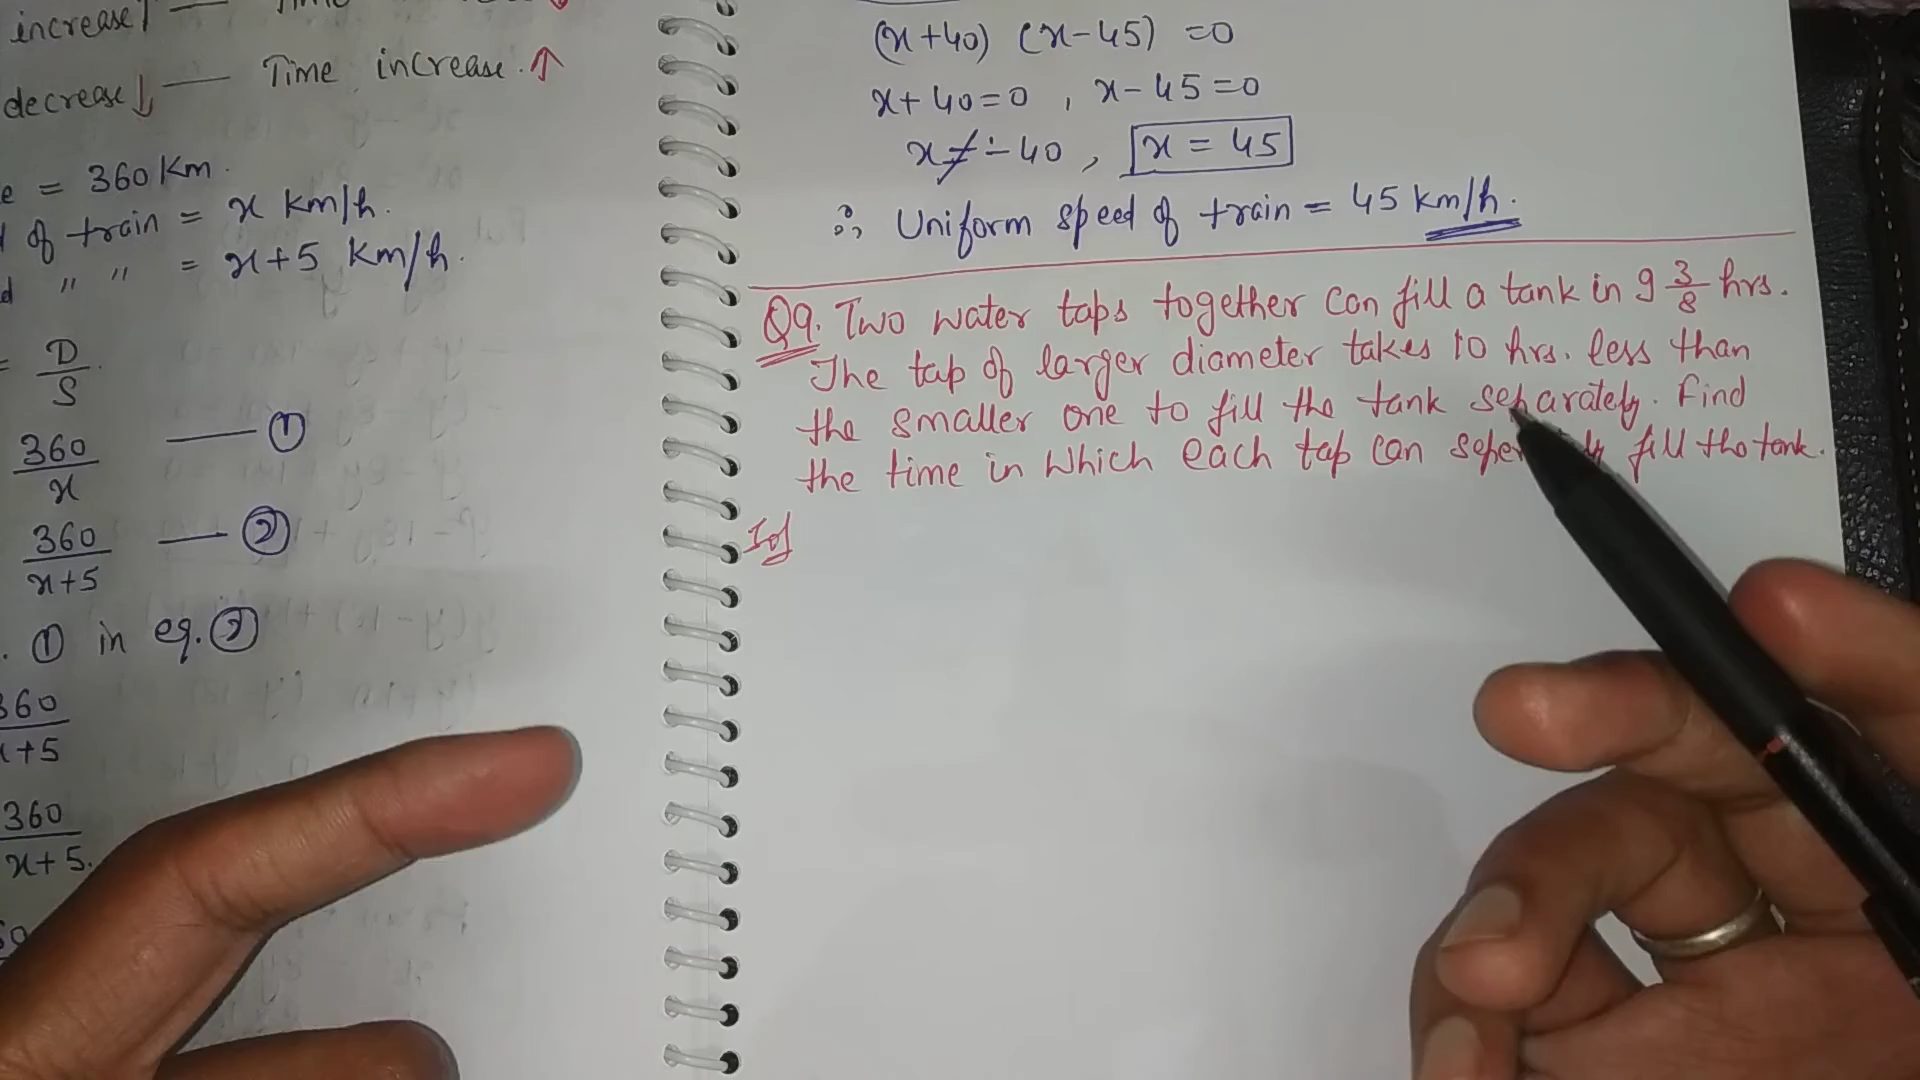 increase↑ — Time
decrease↓ — Time increase.↑
e = 360 Km.
of train = x km/h.
" " = x+5 km/h.
= D/S.
360/x — ①
360/x+5 — ②
. ① in eq. ②
360/x+5
360/x+5.
(x+40) (x-45) =0
x+40=0 , x-45=0
x≠-40 , x = 45
∴ Uniform speed of train = 45 km/h.
Q9. Two water taps together can fill a tank in 9 3/8 hrs.
The tap of larger diameter takes 10 hrs. less than
the smaller one to fill the tank separately. Find
the time in which each tap can fill the tank.